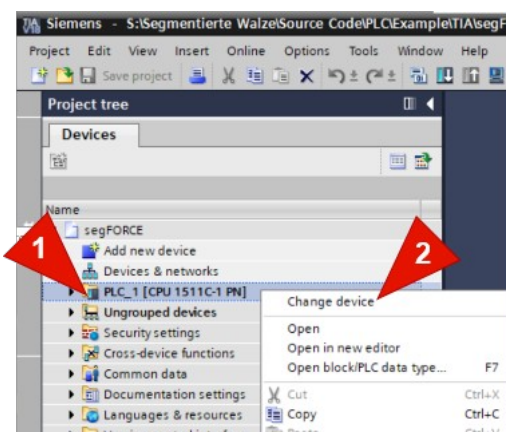 Siemens - S:\Segmentierte Walze\Source Code\PLC\Example\TIA\segF
Project Edit View Insert Online Options Tools Window Help
Save project
Project tree
Devices
Name
segFORCE
1
Add new device
2
Devices & networks
PLC_1 [CPU 1511C-1 PN]
Change device
Ungrouped devices
Security settings
Open
Cross-device functions
Open in new editor
Common data
Open block/PLC data type... F7
Documentation settings
Cut Ctrl+X
Languages & resources
Copy Ctrl+C